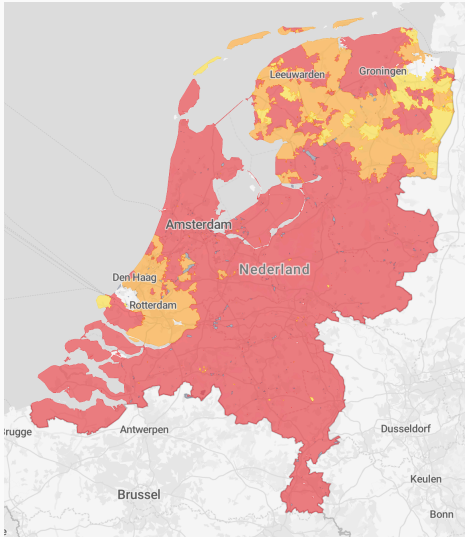 Leeuwarden
Groningen
Amsterdam
Den Haag
Nederland
Rotterdam
Brugge
Antwerpen
Dusseldorf
Keulen
Brussel
Bonn